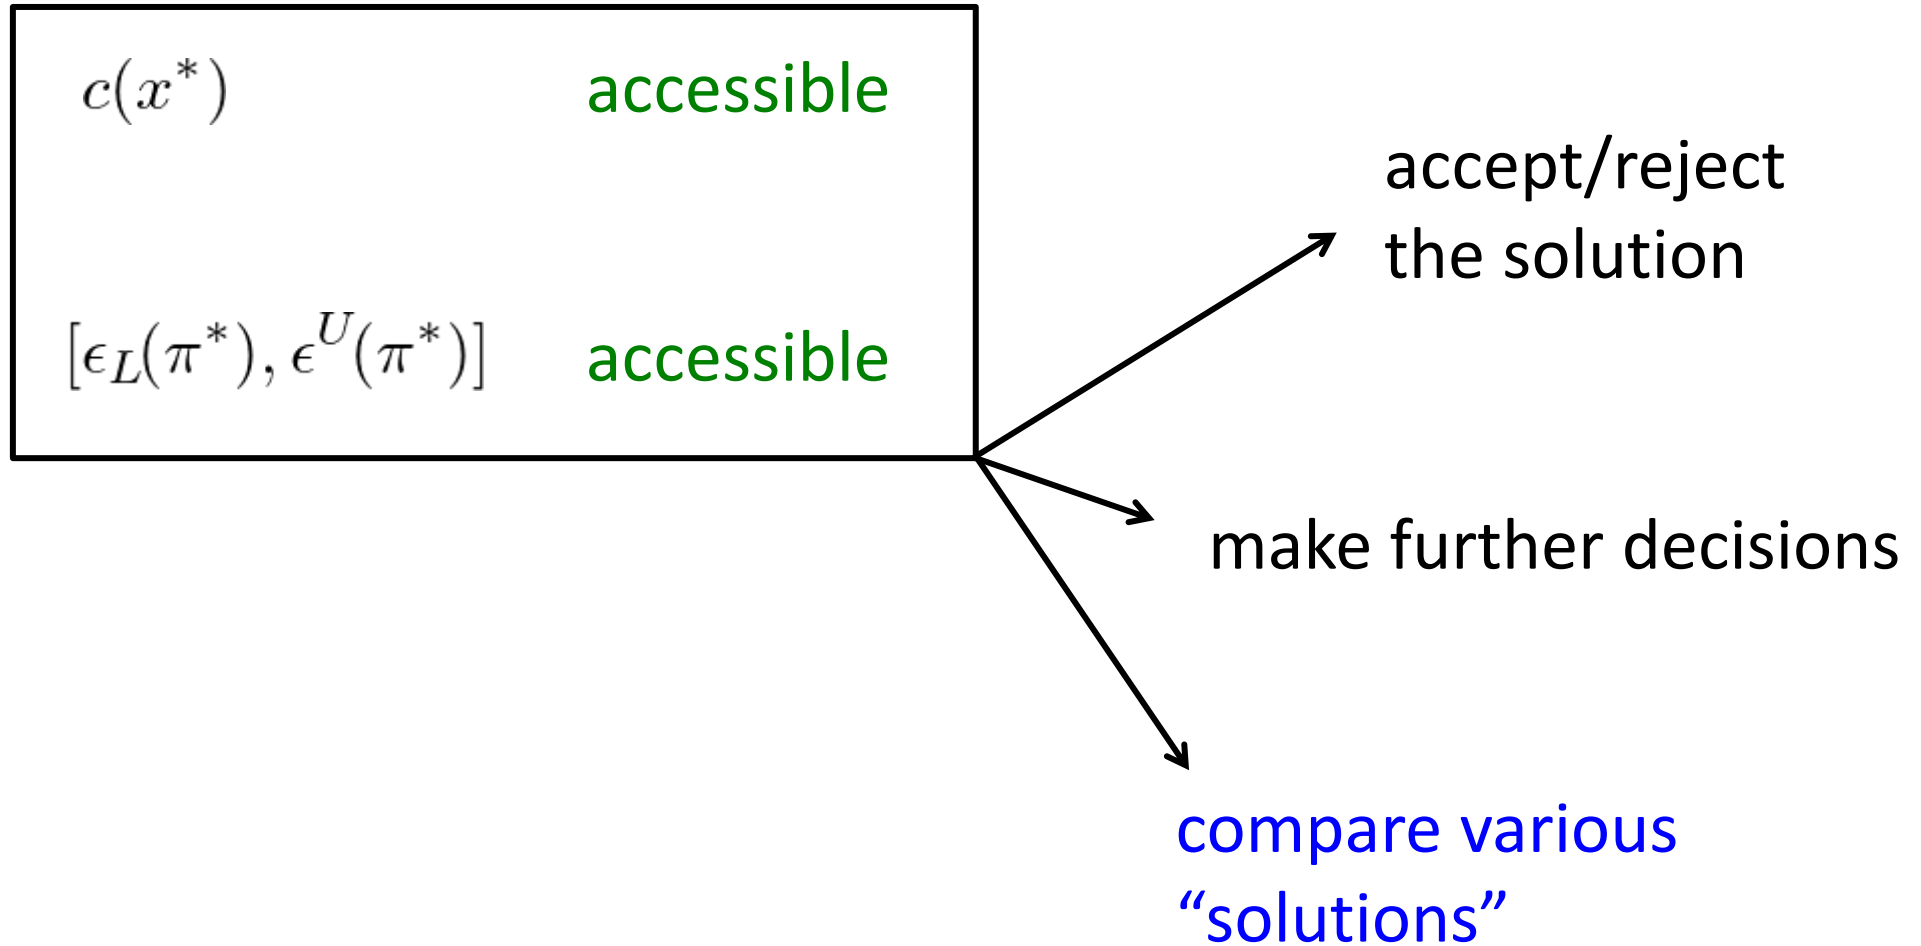 c(x*) accessible
[ϵ_L(π*), ϵ^U(π*)] accessible
accept/reject
the solution
make further decisions
compare various
“solutions”